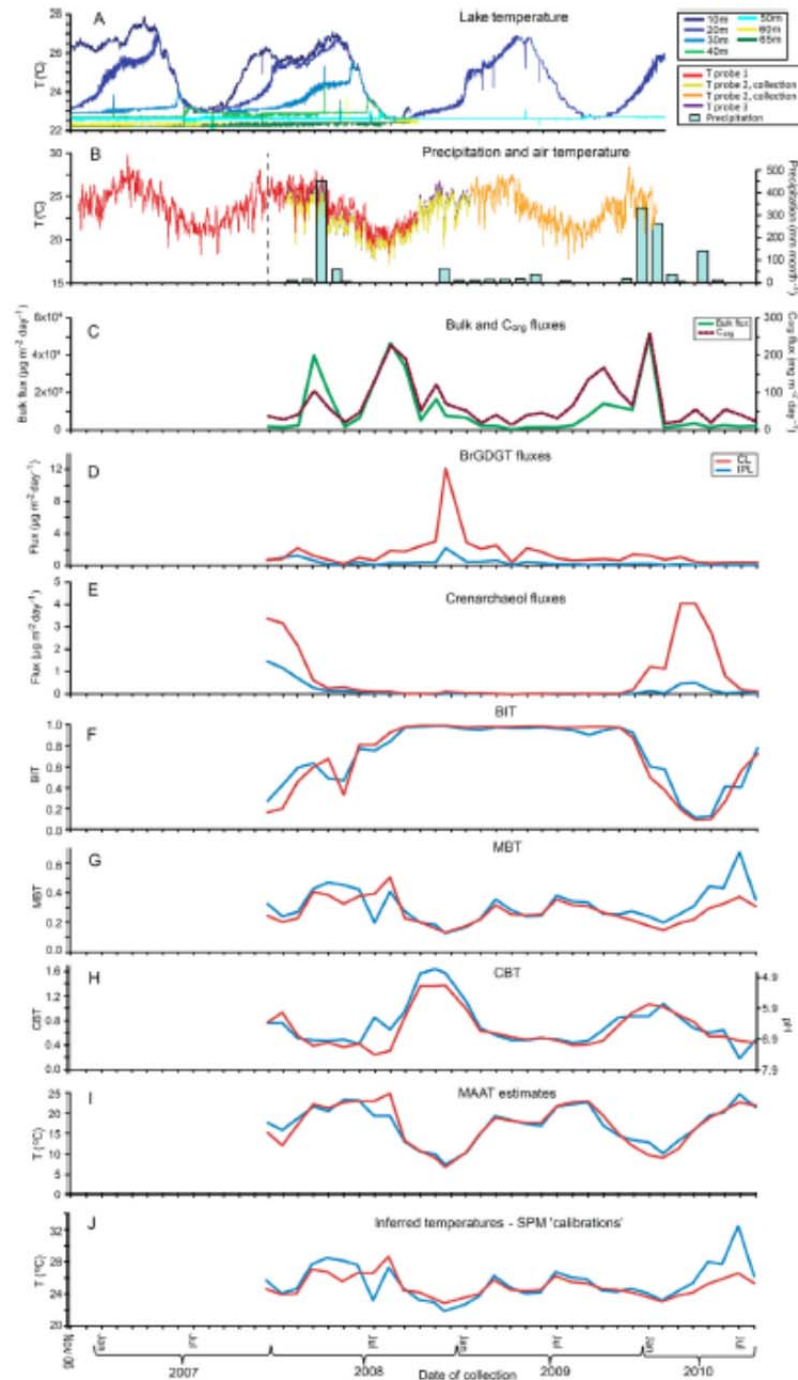 A
Lake temperature
10m
20m
30m
40m
50m
60m
65m
28
26
24
22
T (°C)
T probe 1
T probe 2, collection
T probe 2, collection
T probe 3
Precipitation
B
Precipitation and air temperature
30
25
20
15
T (°C)
500
400
300
200
100
0
Precipitation (mm month⁻¹)
C
Bulk and Corg fluxes
Bulk flux
Corg
0
Bulk flux (µg m⁻² day⁻¹)
300
200
100
0
Corg flux (mg m⁻² day⁻¹)
D
BrGDGT fluxes
CL
IPL
12
8
4
0
Flux (µg m⁻² day⁻¹)
E
Crenarchaeol fluxes
5
4
3
2
1
0
Flux (µg m⁻² day⁻¹)
F
BIT
1.0
0.8
0.6
0.4
0.2
0.0
BIT
G
MBT
0.4
0.2
0.0
MBT
H
CBT
1.6
1.2
0.8
0.4
0.0
CBT
4.9
5.9
6.9
7.9
pH
I
MAAT estimates
25
20
15
10
5
0
T (°C)
J
Inferred temperatures - SPM 'calibrations'
32
28
24
20
T (°C)
Nov 06
Jan
Jul
Jul
Jan
Jul
Jan
Jul
2007
2008
2009
2010
Date of collection